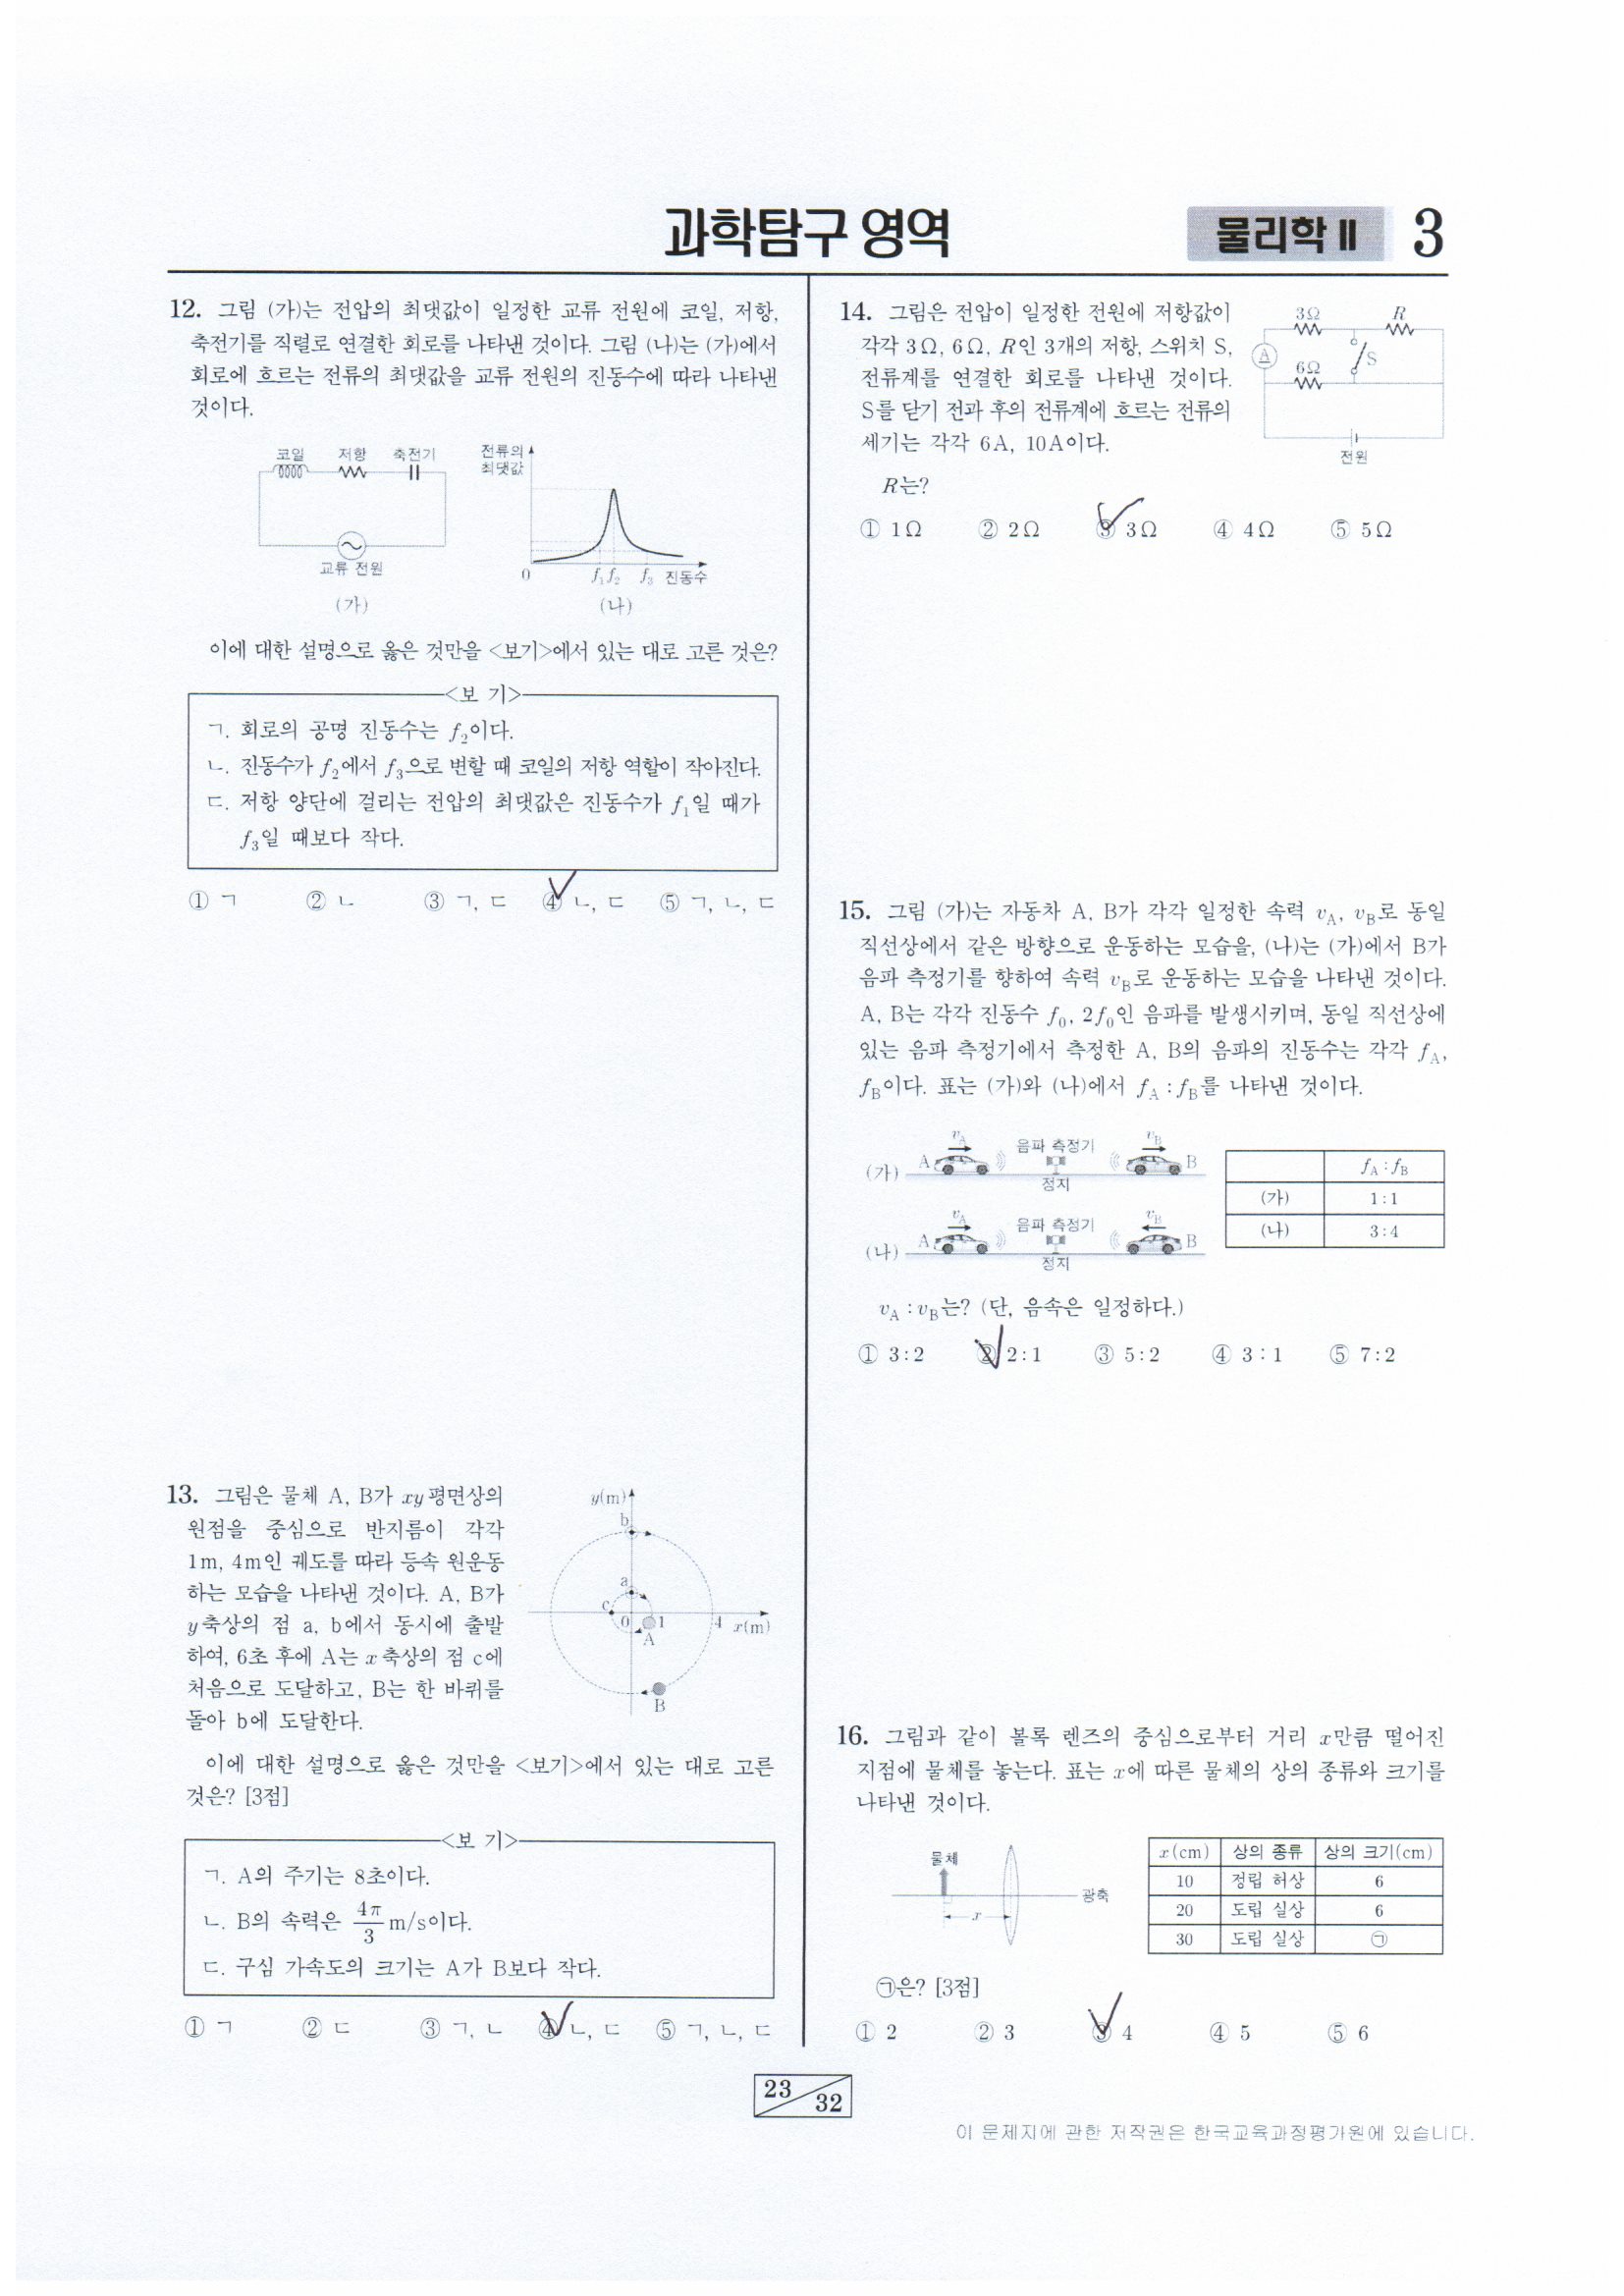 과학탐구 영역
물리학 Ⅱ
3
12. 그림 (가)는 전압의 최댓값이 일정한 교류 전원에 코일, 저항,
축전기를 직렬로 연결한 회로를 나타낸 것이다. 그림 (나)는 (가)에서
회로에 흐르는 전류의 최댓값을 교류 전원의 진동수에 따라 나타낸
것이다.
코일 저항 축전기
교류 전원
(가)
전류의
최댓값
0 f₁ f₂ f₃ 진동수
(나)
이에 대한 설명으로 옳은 것만을 <보기>에서 있는 대로 고른 것은?
<보 기>
ㄱ. 회로의 공명 진동수는 f₂이다.
ㄴ. 진동수가 f₂에서 f₃으로 변할 때 코일의 저항 역할이 작아진다.
ㄷ. 저항 양단에 걸리는 전압의 최댓값은 진동수가 f₁일 때가
f₃일 때보다 작다.
① ㄱ ② ㄴ ③ ㄱ, ㄷ ④ ㄴ, ㄷ ⑤ ㄱ, ㄴ, ㄷ
13. 그림은 물체 A, B가 xy평면상의
원점을 중심으로 반지름이 각각
1m, 4m인 궤도를 따라 등속 원운동
하는 모습을 나타낸 것이다. A, B가
y축상의 점 a, b에서 동시에 출발
하여, 6초 후에 A는 x축상의 점 c에
처음으로 도달하고, B는 한 바퀴를
돌아 b에 도달한다.
y(m)
b
a
c 0 1 4 x(m)
A
B
이에 대한 설명으로 옳은 것만을 <보기>에서 있는 대로 고른
것은? [3점]
<보 기>
ㄱ. A의 주기는 8초이다.
ㄴ. B의 속력은 4π/3 m/s이다.
ㄷ. 구심 가속도의 크기는 A가 B보다 작다.
① ㄱ ② ㄷ ③ ㄱ, ㄴ ④ ㄴ, ㄷ ⑤ ㄱ, ㄴ, ㄷ
14. 그림은 전압이 일정한 전원에 저항값이
각각 3Ω, 6Ω, R인 3개의 저항, 스위치 S,
전류계를 연결한 회로를 나타낸 것이다.
S를 닫기 전과 후의 전류계에 흐르는 전류의
세기는 각각 6A, 10A이다.
3Ω R
A
6Ω S
전원
R는?
① 1Ω ② 2Ω ③ 3Ω ④ 4Ω ⑤ 5Ω
15. 그림 (가)는 자동차 A, B가 각각 일정한 속력 v_A, v_B로 동일
직선상에서 같은 방향으로 운동하는 모습을, (나)는 (가)에서 B가
음파 측정기를 향하여 속력 v_B로 운동하는 모습을 나타낸 것이다.
A, B는 각각 진동수 f₀, 2f₀인 음파를 발생시키며, 동일 직선상에
있는 음파 측정기에서 측정한 A, B의 음파의 진동수는 각각 f_A,
f_B이다. 표는 (가)와 (나)에서 f_A : f_B를 나타낸 것이다.
(가) A v_A 음파 측정기 정지 v_B B
(나) A v_A 음파 측정기 정지 v_B B
f_A : f_B
(가) 1 : 1
(나) 3 : 4
v_A : v_B는? (단, 음속은 일정하다.)
① 3 : 2 ② 2 : 1 ③ 5 : 2 ④ 3 : 1 ⑤ 7 : 2
16. 그림과 같이 볼록 렌즈의 중심으로부터 거리 x만큼 떨어진
지점에 물체를 놓는다. 표는 x에 따른 물체의 상의 종류와 크기를
나타낸 것이다.
물체
광축
x
x(cm) 상의 종류 상의 크기(cm)
10 정립 허상 6
20 도립 실상 6
30 도립 실상 ㉠
㉠은? [3점]
① 2 ② 3 ③ 4 ④ 5 ⑤ 6
23 32
이 문제지에 관한 저작권은 한국교육과정평가원에 있습니다.